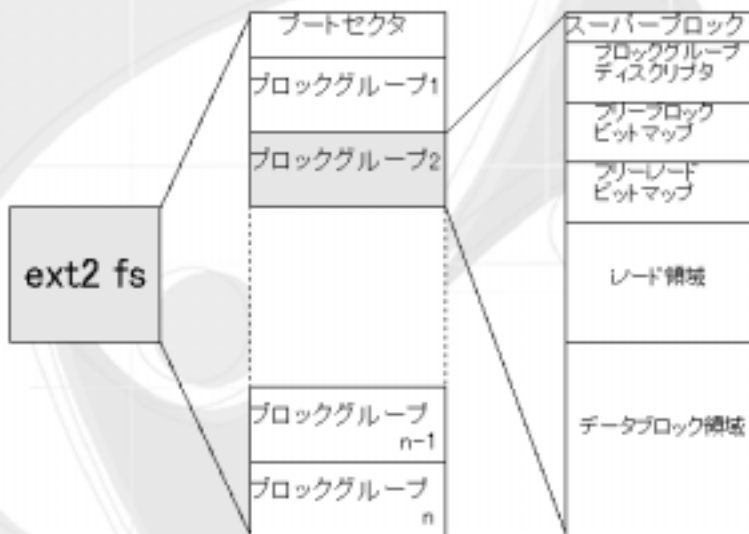 ext2 fs
ブートセクタ
ブロックグループ1
ブロックグループ2
ブロックグループ
n-1
ブロックグループ
n
スーパーブロック
ブロックグループ
ディスクリプタ
フリーブロック
ビットマップ
フリーiノード
ビットマップ
iノード領域
データブロック領域